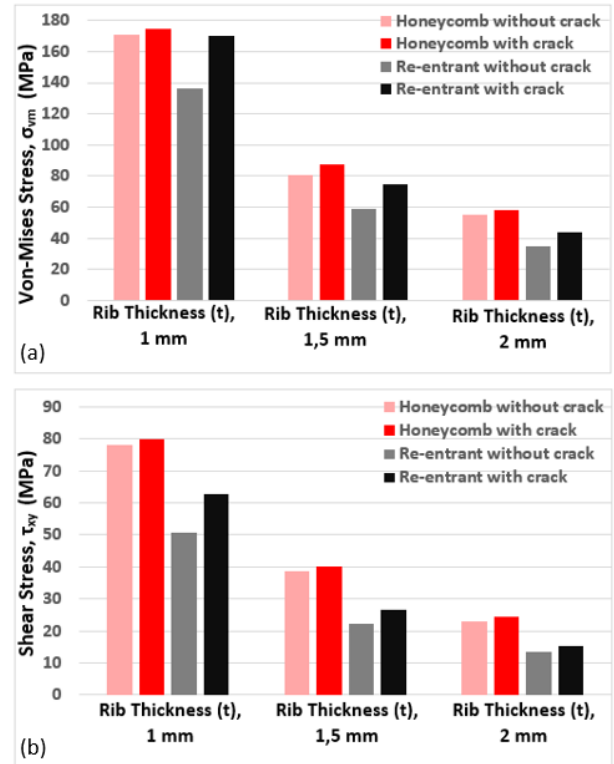 180
160
140
120
100
80
60
40
20
0
Von-Mises Stress, σvm (MPa)
Honeycomb without crack
Honeycomb with crack
Re-entrant without crack
Re-entrant with crack
Rib Thickness (t), 1 mm
Rib Thickness (t), 1,5 mm
Rib Thickness (t), 2 mm
(a)
90
80
70
60
50
40
30
20
10
0
Shear Stress, τxy (MPa)
Honeycomb without crack
Honeycomb with crack
Re-entrant without crack
Re-entrant with crack
Rib Thickness (t), 1 mm
Rib Thickness (t), 1,5 mm
Rib Thickness (t), 2 mm
(b)